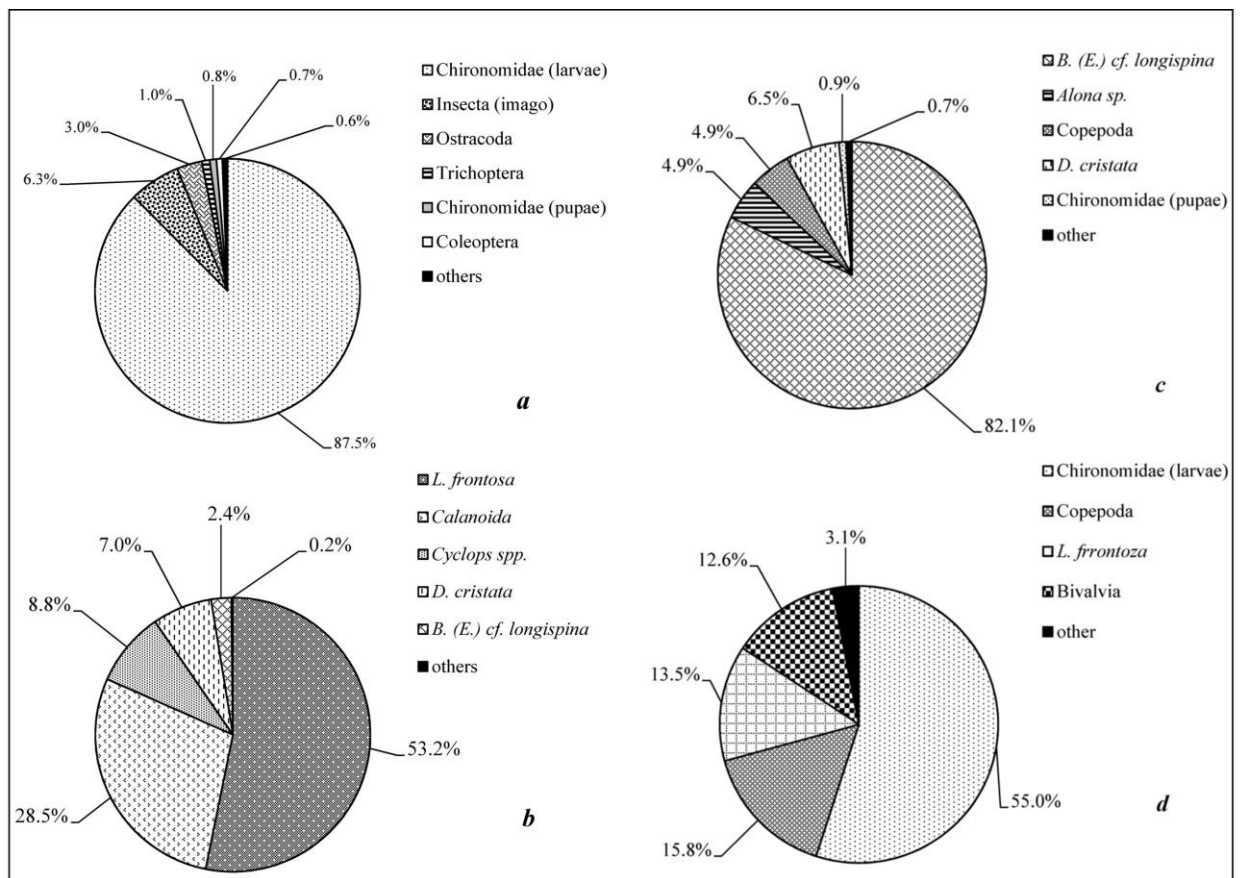 0.8%
0.7%
1.0%
0.6%
3.0%
6.3%
87.5%
Chironomidae (larvae)
Insecta (imago)
Ostracoda
Trichoptera
Chironomidae (pupae)
Coleoptera
others
a
0.9%
6.5%
0.7%
4.9%
4.9%
82.1%
B. (E.) cf. longispina
Alona sp.
Copepoda
D. cristata
Chironomidae (pupae)
other
c
2.4%
7.0%
0.2%
8.8%
53.2%
28.5%
L. frontosa
Calanoida
Cyclops spp.
D. cristata
B. (E.) cf. longispina
others
b
3.1%
12.6%
13.5%
55.0%
15.8%
Chironomidae (larvae)
Copepoda
L. frrontoza
Bivalvia
other
d